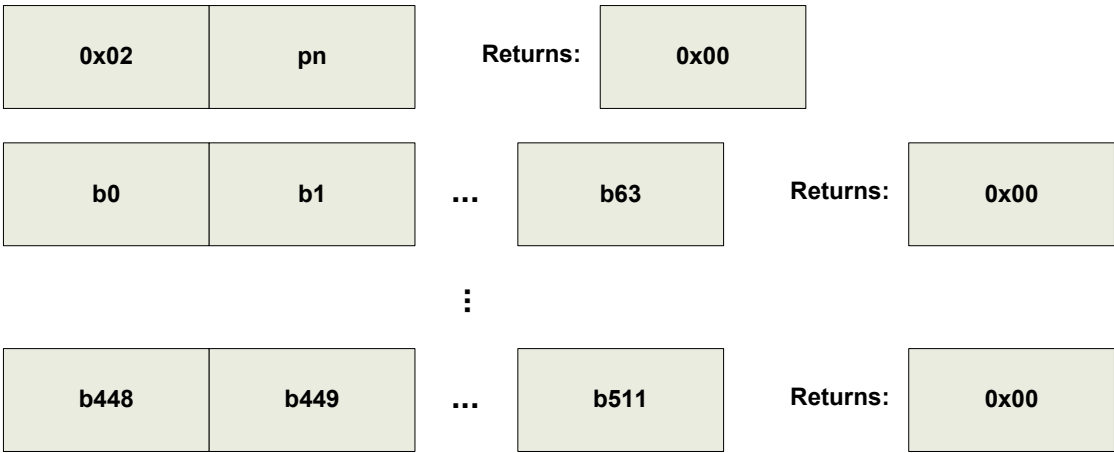 0x02 pn Returns: 0x00
b0 b1 ... b63 Returns: 0x00
...
b448 b449 ... b511 Returns: 0x00